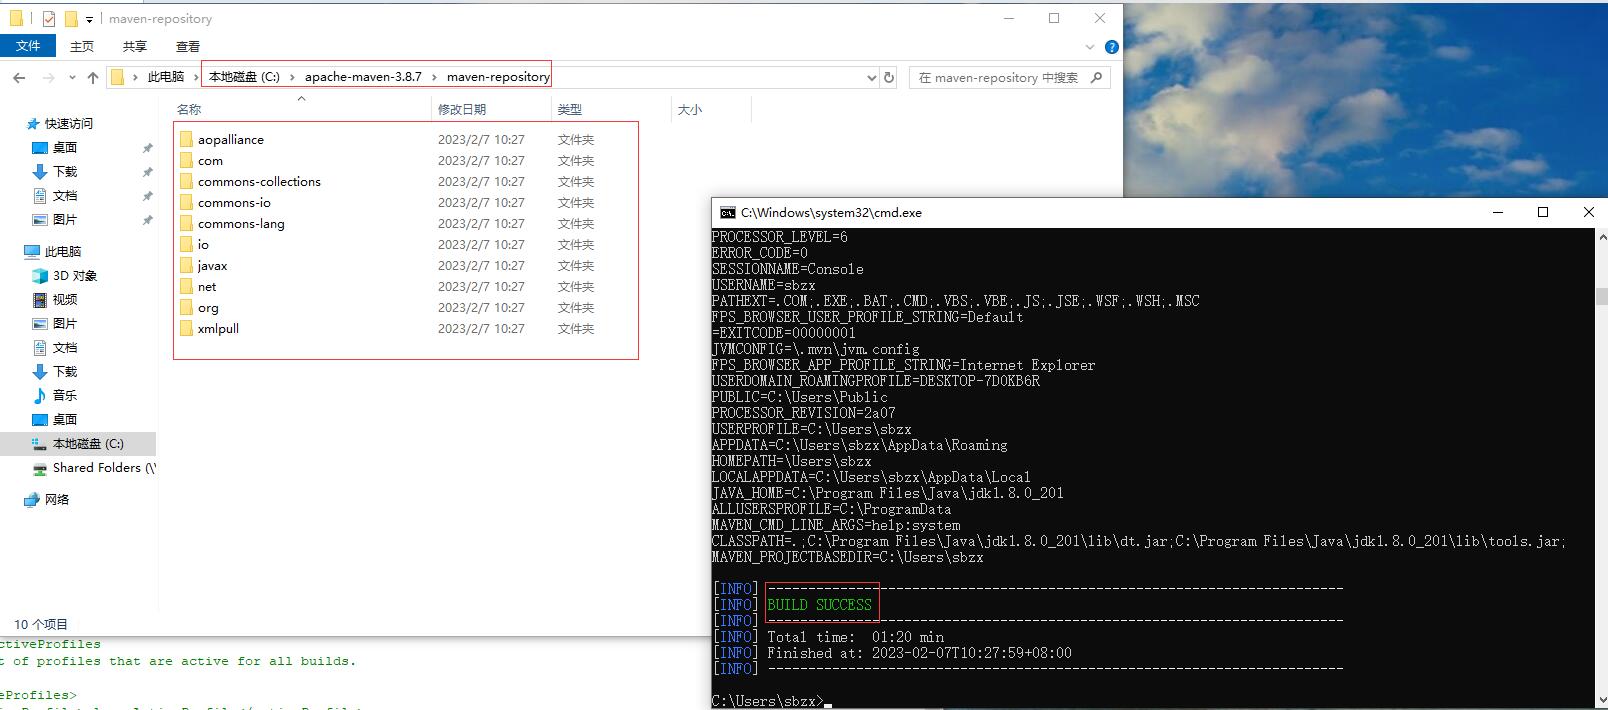 maven-repository
文件 主页 共享 查看
此电脑 本地磁盘 (C:) apache-maven-3.8.7 maven-repository
在 maven-repository 中搜索
名称 修改日期 类型 大小
快速访问
桌面
下载
文档
图片
此电脑
3D 对象
视频
图片
文档
下载
音乐
桌面
本地磁盘 (C:)
Shared Folders (\\
网络
aopalliance 2023/2/7 10:27 文件夹
com 2023/2/7 10:27 文件夹
commons-collections 2023/2/7 10:27 文件夹
commons-io 2023/2/7 10:27 文件夹
commons-lang 2023/2/7 10:27 文件夹
io 2023/2/7 10:27 文件夹
javax 2023/2/7 10:27 文件夹
net 2023/2/7 10:27 文件夹
org 2023/2/7 10:27 文件夹
xmlpull 2023/2/7 10:27 文件夹
10 个项目
ctiveProfiles
t of profiles that are active for all builds.
eProfiles>
C:\Windows\system32\cmd.exe
PROCESSOR_LEVEL=6
ERROR_CODE=0
SESSIONNAME=Console
USERNAME=sbzx
PATHEXT=.COM;.EXE;.BAT;.CMD;.VBS;.VBE;.JS;.JSE;.WSF;.WSH;.MSC
FPS_BROWSER_USER_PROFILE_STRING=Default
=EXITCODE=00000001
JVMCONFIG=\.mvn\jvm.config
FPS_BROWSER_APP_PROFILE_STRING=Internet Explorer
USERDOMAIN_ROAMINGPROFILE=DESKTOP-7D0KB6R
PUBLIC=C:\Users\Public
PROCESSOR_REVISION=2a07
USERPROFILE=C:\Users\sbzx
APPDATA=C:\Users\sbzx\AppData\Roaming
HOMEPATH=\Users\sbzx
LOCALAPPDATA=C:\Users\sbzx\AppData\Local
JAVA_HOME=C:\Program Files\Java\jdk1.8.0_201
ALLUSERSPROFILE=C:\ProgramData
MAVEN_CMD_LINE_ARGS=help:system
CLASSPATH=.;C:\Program Files\Java\jdk1.8.0_201\lib\dt.jar;C:\Program Files\Java\jdk1.8.0_201\lib\tools.jar;
MAVEN_PROJECTBASEDIR=C:\Users\sbzx
[INFO] ------------------------------------------------------------------------
[INFO] BUILD SUCCESS
[INFO] ------------------------------------------------------------------------
[INFO] Total time:  01:20 min
[INFO] Finished at: 2023-02-07T10:27:59+08:00
[INFO] ------------------------------------------------------------------------
C:\Users\sbzx>